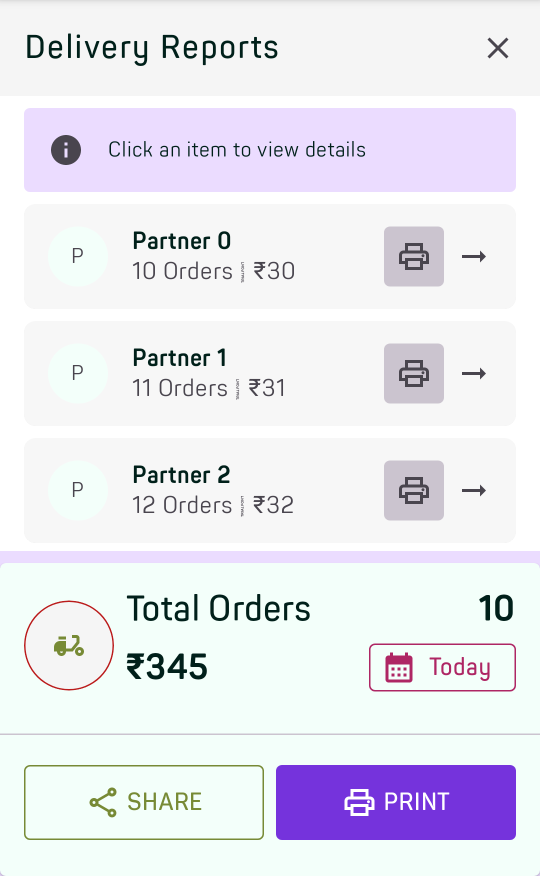 Delivery Reports
Click an item to view details
P
Partner 0
10 Orders ₹30
P
Partner 1
11 Orders ₹31
P
Partner 2
12 Orders ₹32
Total Orders
10
₹345
Today
SHARE
PRINT